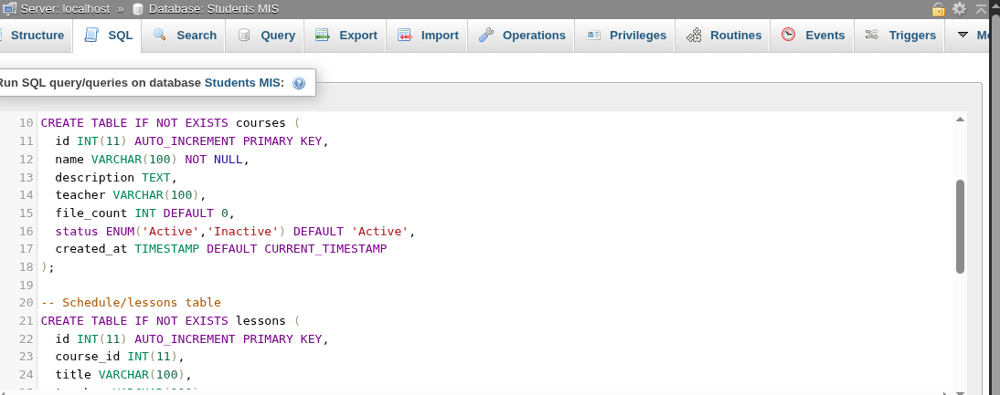 Server: localhost » Database: Students MIS
Structure SQL Search Query Export Import Operations Privileges Routines Events Triggers
Run SQL query/queries on database Students MIS:
10 CREATE TABLE IF NOT EXISTS courses (
11 id INT(11) AUTO_INCREMENT PRIMARY KEY,
12 name VARCHAR(100) NOT NULL,
13 description TEXT,
14 teacher VARCHAR(100),
15 file_count INT DEFAULT 0,
16 status ENUM('Active','Inactive') DEFAULT 'Active',
17 created_at TIMESTAMP DEFAULT CURRENT_TIMESTAMP
18 );
19
20 -- Schedule/lessons table
21 CREATE TABLE IF NOT EXISTS lessons (
22 id INT(11) AUTO_INCREMENT PRIMARY KEY,
23 course_id INT(11),
24 title VARCHAR(100),